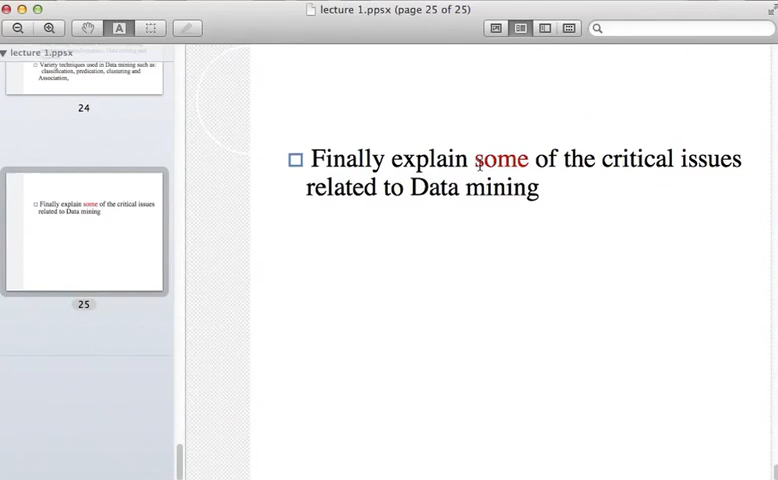 lecture 1.ppsx (page 25 of 25)
A
lecture 1.ppsx
Variety techniques used in Data mining such as:
classification, predication, clustering and
Association,
24
Finally explain some of the critical issues
related to Data mining
25
Finally explain some of the critical issues
related to Data mining